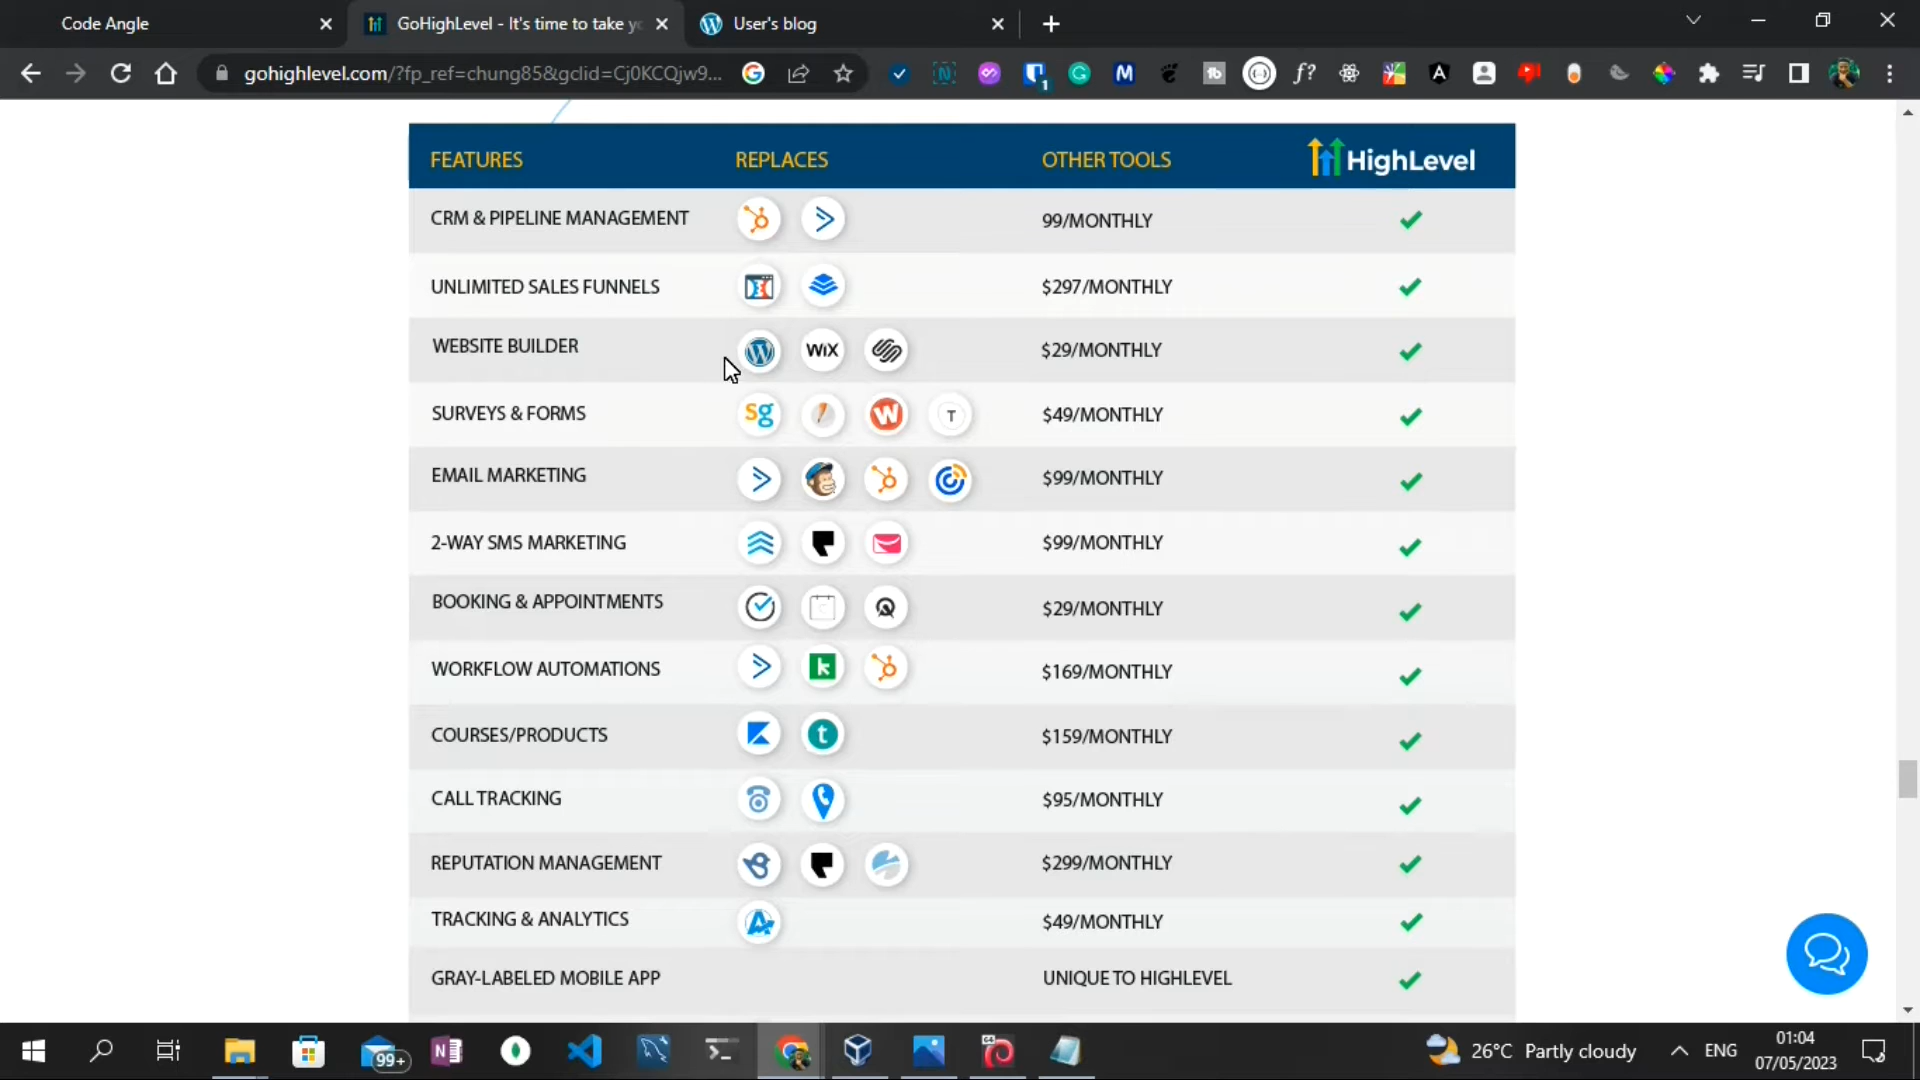 Code Angle
GoHighLevel - It's time to take yo
User's blog
gohighlevel.com/?fp_ref=chung85&gclid=Cj0KCQjw9...
FEATURES REPLACES OTHER TOOLS HighLevel
CRM & PIPELINE MANAGEMENT 99/MONTHLY
UNLIMITED SALES FUNNELS $297/MONTHLY
WEBSITE BUILDER WiX $29/MONTHLY
SURVEYS & FORMS sg W T $49/MONTHLY
EMAIL MARKETING $99/MONTHLY
2-WAY SMS MARKETING $99/MONTHLY
BOOKING & APPOINTMENTS $29/MONTHLY
WORKFLOW AUTOMATIONS k $169/MONTHLY
COURSES/PRODUCTS t $159/MONTHLY
CALL TRACKING $95/MONTHLY
REPUTATION MANAGEMENT $299/MONTHLY
TRACKING & ANALYTICS $49/MONTHLY
GRAY-LABELED MOBILE APP UNIQUE TO HIGHLEVEL
99+
26°C Partly cloudy
ENG
01:04
07/05/2023